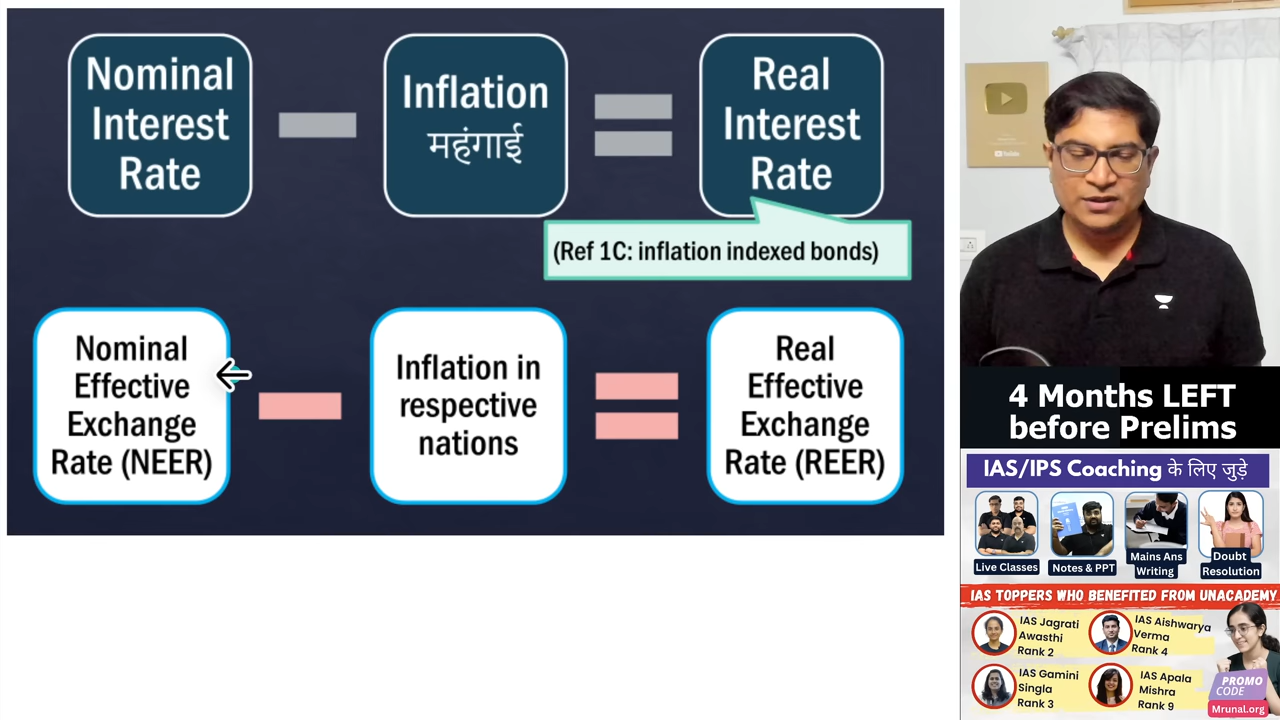 Nominal
Interest
Rate
Inflation
महंगाई
Real
Interest
Rate
(Ref 1C: inflation indexed bonds)
Nominal
Effective
Exchange
Rate (NEER)
Inflation in
respective
nations
Real
Effective
Exchange
Rate (REER)
YouTube
4 Months LEFT
before Prelims
IAS/IPS Coaching के लिए जुड़े
Live Classes
Notes & PPT
Mains Ans
Writing
Doubt
Resolution
IAS TOPPERS WHO BENEFITED FROM UNACADEMY
IAS Jagrati
Awasthi
Rank 2
IAS Aishwarya
Verma
Rank 4
IAS Gamini
Singla
Rank 3
IAS Apala
Mishra
Rank 9
PROMO
CODE
Mrunal.org